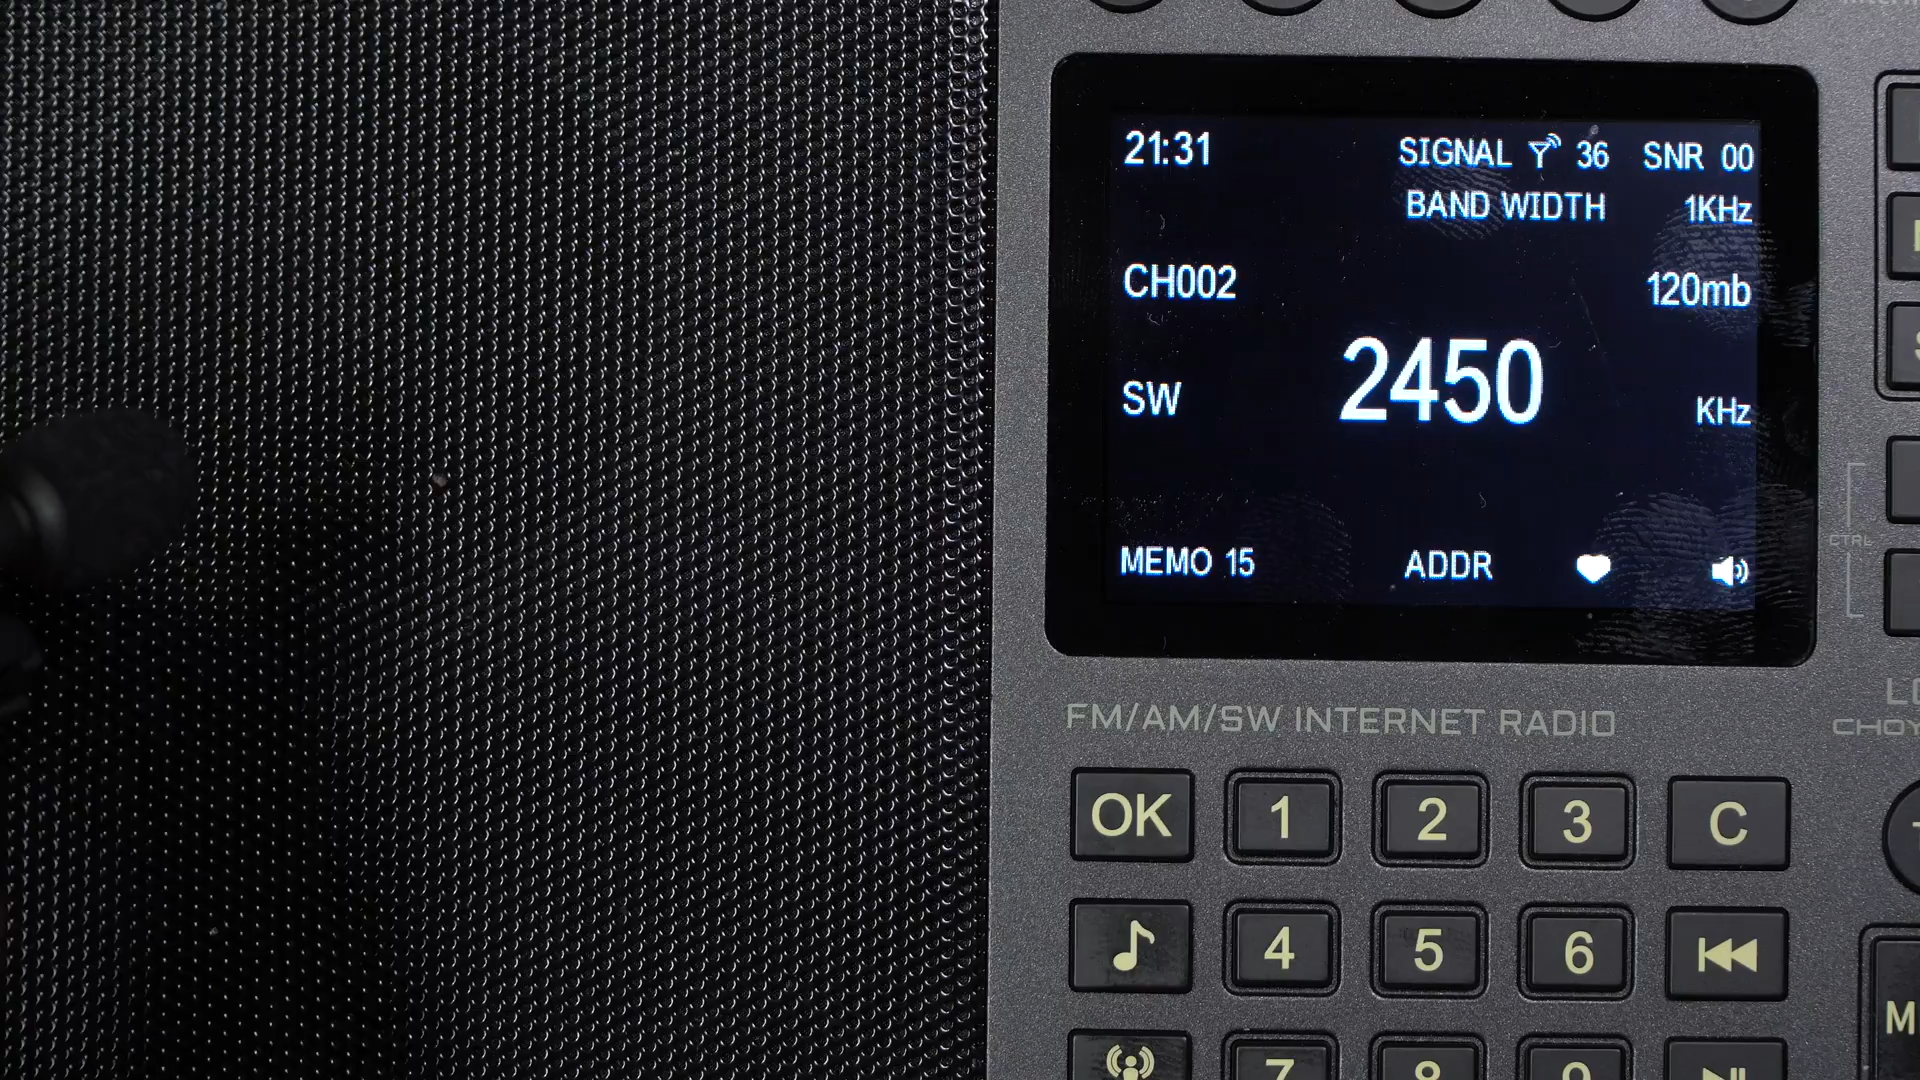 21:31 SIGNAL 36 SNR 00
BAND WIDTH 1KHz
CH002 120mb
SW 2450 KHz
MEMO 15 ADDR
CTRL
FM/AM/SW INTERNET RADIO
OK 1 2 3 C
4 5 6
7 8 9